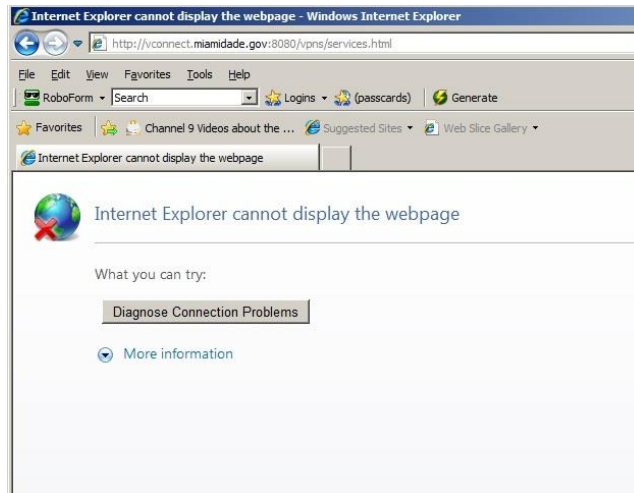 Internet Explorer cannot display the webpage - Windows Internet Explorer
http://vconnect.miamidade.gov:8080/vpns/services.html
File Edit View Favorites Tools Help
RoboForm Search Logins (passcards) Generate
Favorites Channel 9 Videos about the ... Suggested Sites Web Slice Gallery
Internet Explorer cannot display the webpage
Internet Explorer cannot display the webpage
What you can try:
Diagnose Connection Problems
More information